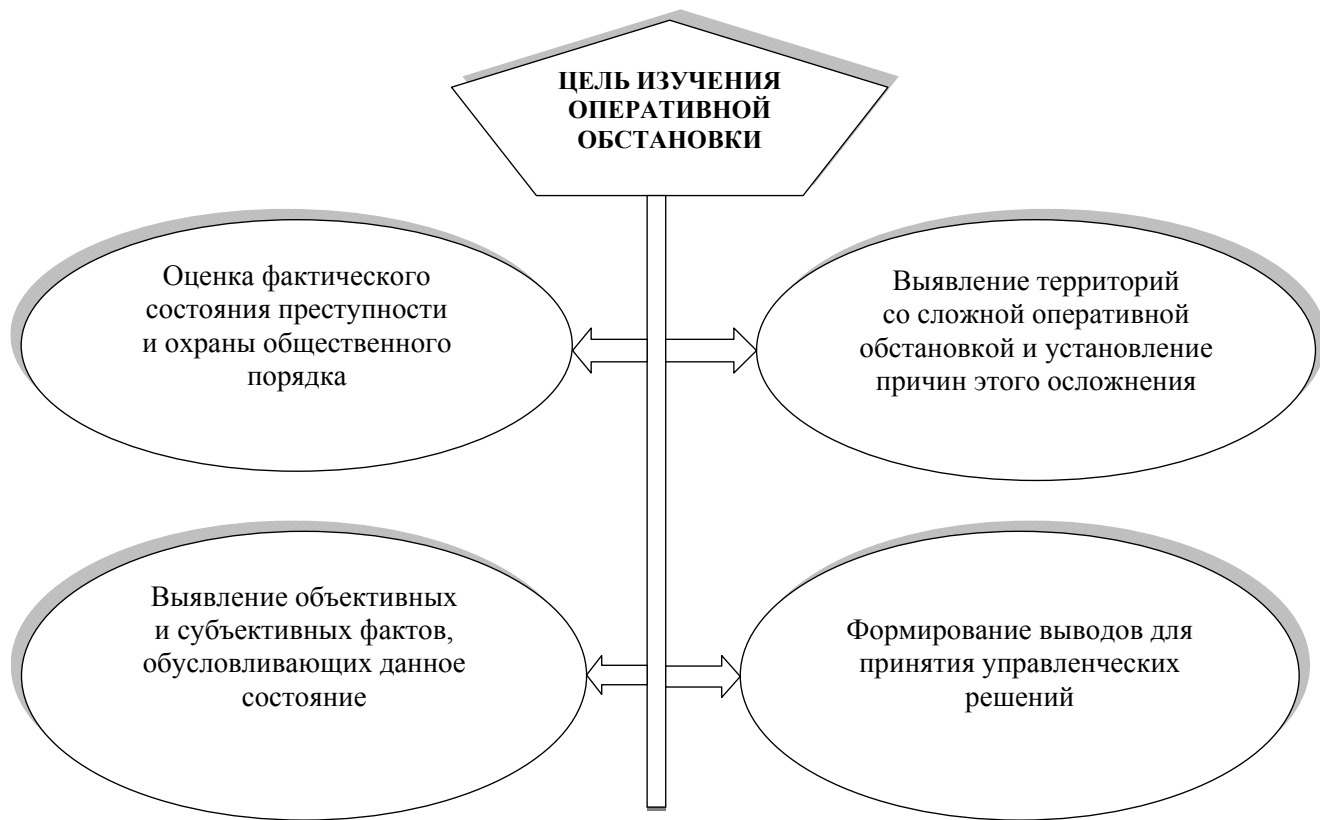 ЦЕЛЬ ИЗУЧЕНИЯ
ОПЕРАТИВНОЙ
ОБСТАНОВКИ
Оценка фактического
состояния преступности
и охраны общественного
порядка
Выявление территорий
со сложной оперативной
обстановкой и установление
причин этого осложнения
Выявление объективных
и субъективных фактов,
обусловливающих данное
состояние
Формирование выводов для
принятия управленческих
решений